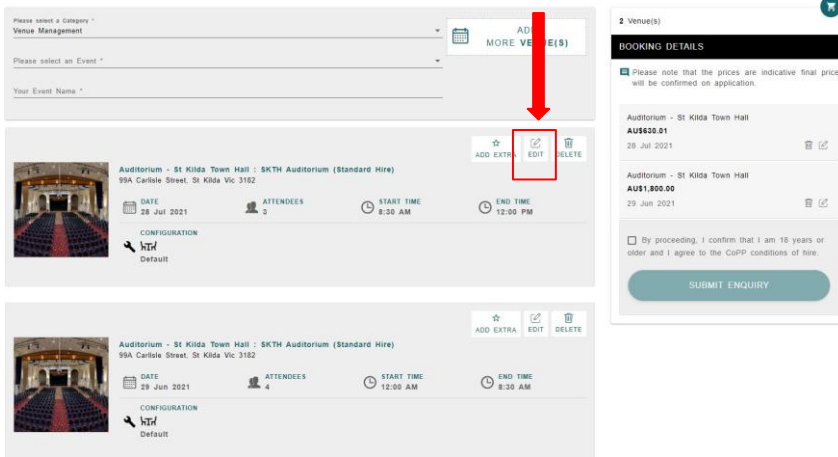 Please select a Category *
Venue Management
Please select an Event *
Your Event Name *
MORE VENUE(S)
ADD EXTRA EDIT DELETE
Auditorium - St Kilda Town Hall : SKTH Auditorium (Standard Hire)
99A Carlisle Street, St Kilda Vic 3182
DATE ATTENDEES START TIME END TIME
28 Jul 2021 3 8:30 AM 12:00 PM
CONFIGURATION
Default
ADD EXTRA EDIT DELETE
Auditorium - St Kilda Town Hall : SKTH Auditorium (Standard Hire)
99A Carlisle Street, St Kilda Vic 3182
DATE ATTENDEES START TIME END TIME
29 Jun 2021 4 12:00 AM 8:30 AM
CONFIGURATION
Default
2 Venue(s)
BOOKING DETAILS
Please note that the prices are indicative final price
will be confirmed on application.
Auditorium - St Kilda Town Hall
AU$630.01
28 Jul 2021
Auditorium - St Kilda Town Hall
AU$1,800.00
29 Jun 2021
By proceeding, I confirm that I am 18 years or
older and I agree to the CoPP conditions of hire.
SUBMIT ENQUIRY